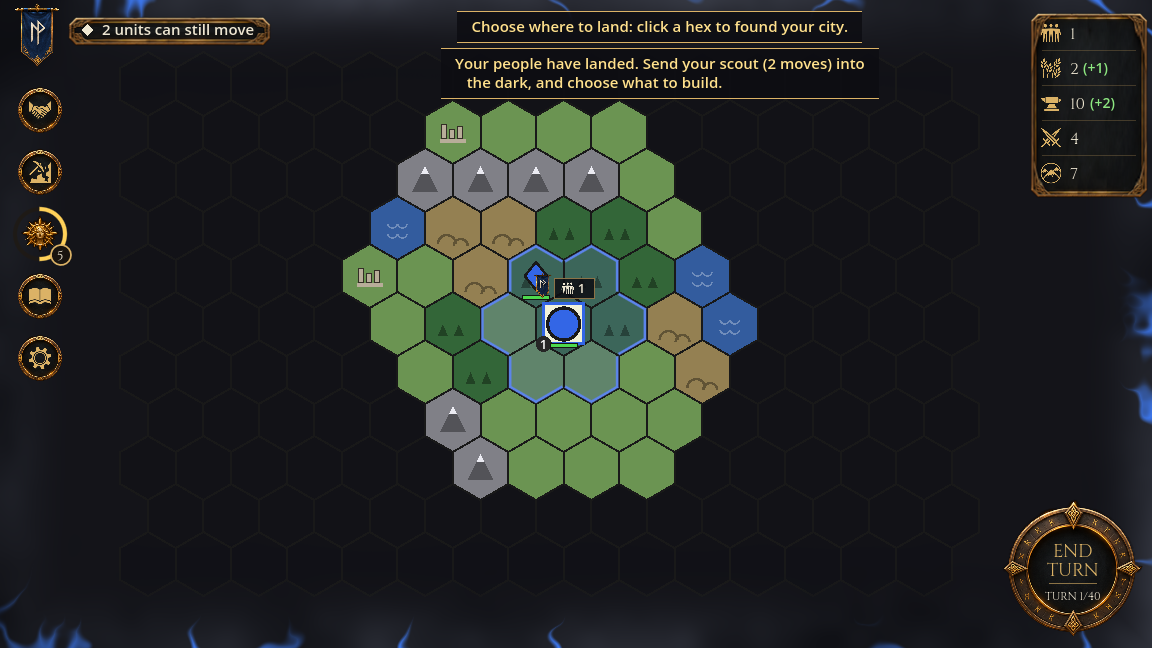 2 units can still move
Choose where to land: click a hex to found your city.
Your people have landed. Send your scout (2 moves) into
the dark, and choose what to build.
1
2 (+1)
10 (+2)
4
7
5
1
1
END
TURN
TURN 1/40